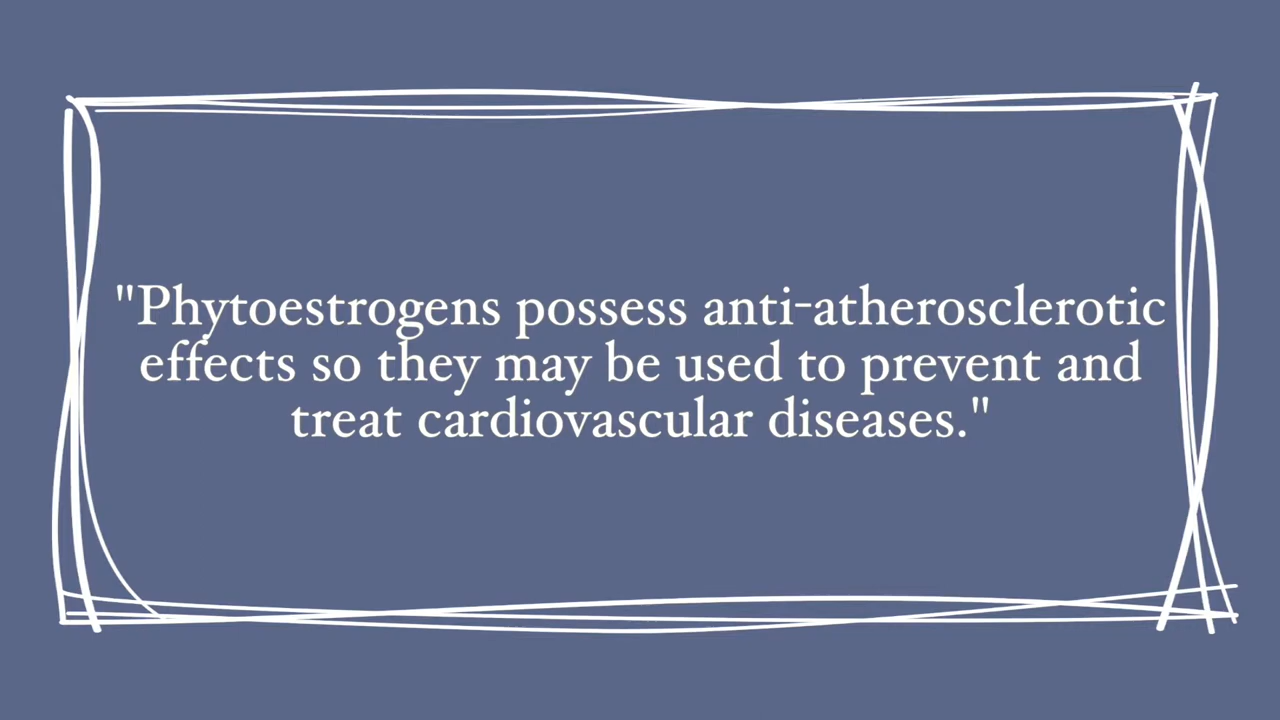 "Phytoestrogens possess anti-atherosclerotic
effects so they may be used to prevent and
treat cardiovascular diseases."